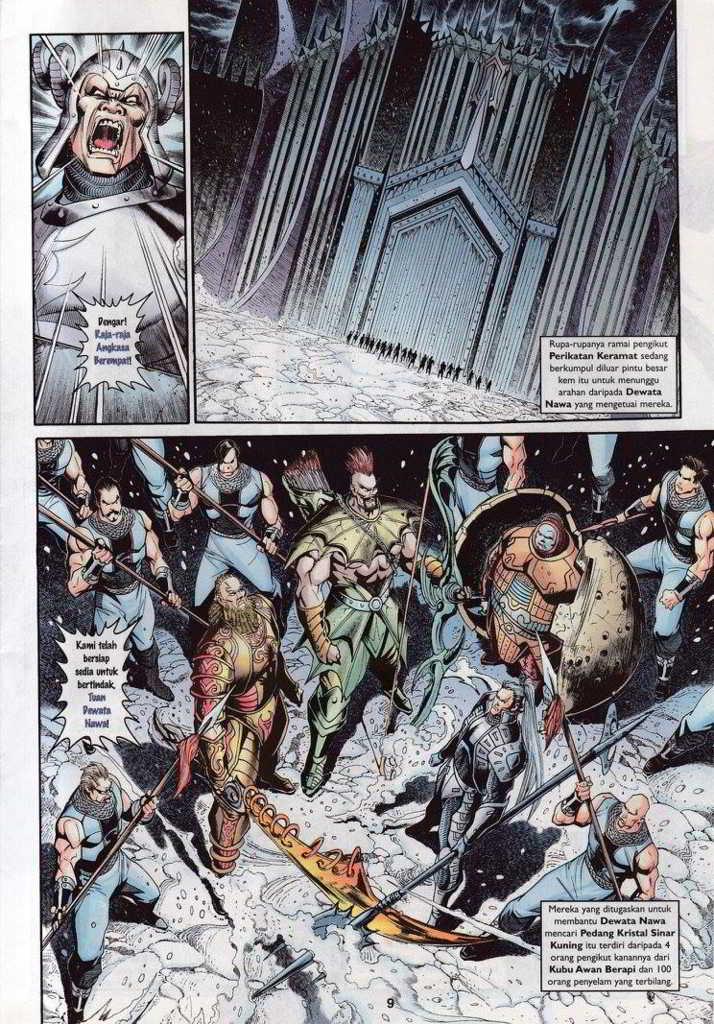 Dengar!
Raja-raja
Angkasa
Berempat!
Rupa-rupanya ramai pengikut
Perikatan Keramat sedang
berkumpul diluar pintu besar
kem itu untuk menunggu
arahan daripada Dewata
Nawa yang mengetuai mereka.
Kami telah
bersiap
sedia untuk
bertindak,
Tuan
Dewata
Nawa!
Mereka yang ditugaskan untuk
membantu Dewata Nawa
mencari Pedang Kristal Sinar
Kuning itu terdiri daripada 4
orang pengikut kanannya dari
Kubu Awan Berapi dan 100
orang penyelam yang terbilang.
9